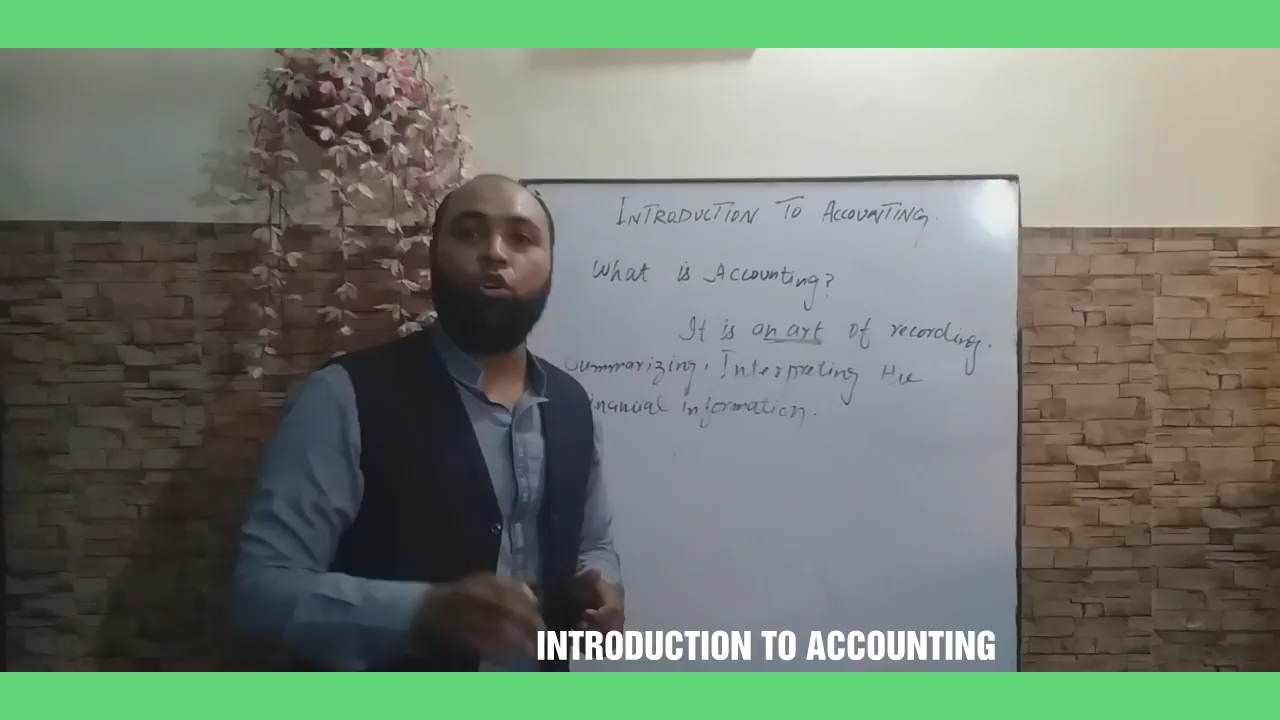 INTRODUCTION TO ACCOUNTING.
What is Accounting?
It is an art of recording.
summarizing, Interpreting the
inancial information.
INTRODUCTION TO ACCOUNTING